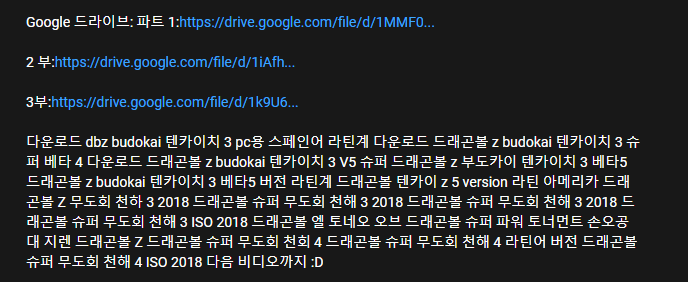 Google 드라이브: 파트 1:https://drive.google.com/file/d/1MMF0...
2 부:https://drive.google.com/file/d/1iAfh...
3부:https://drive.google.com/file/d/1k9U6...
다운로드 dbz budokai 텐카이치 3 pc용 스페인어 라틴계 다운로드 드래곤볼 z budokai 텐카이치 3 슈
퍼 베타 4 다운로드 드래곤볼 z budokai 텐카이치 3 V5 슈퍼 드래곤볼 z 부도카이 텐카이치 3 베타5
드래곤볼 z budokai 텐카이치 3 베타5 버전 라틴계 드래곤볼 텐카이 z 5 version 라틴 아메리카 드래
곤볼 Z 무도회 천하 3 2018 드래곤볼 슈퍼 무도회 천해 3 2018 드래곤볼 슈퍼 무도회 천해 3 2018 드
래곤볼 슈퍼 무도회 천해 3 ISO 2018 드래곤볼 엘 토네오 오브 드래곤볼 슈퍼 파워 토너먼트 손오공
대 지렌 드래곤볼 Z 드래곤볼 슈퍼 무도회 천회 4 드래곤볼 슈퍼 무도회 천해 4 라틴어 버전 드래곤볼
슈퍼 무도회 천해 4 ISO 2018 다음 비디오까지 :D